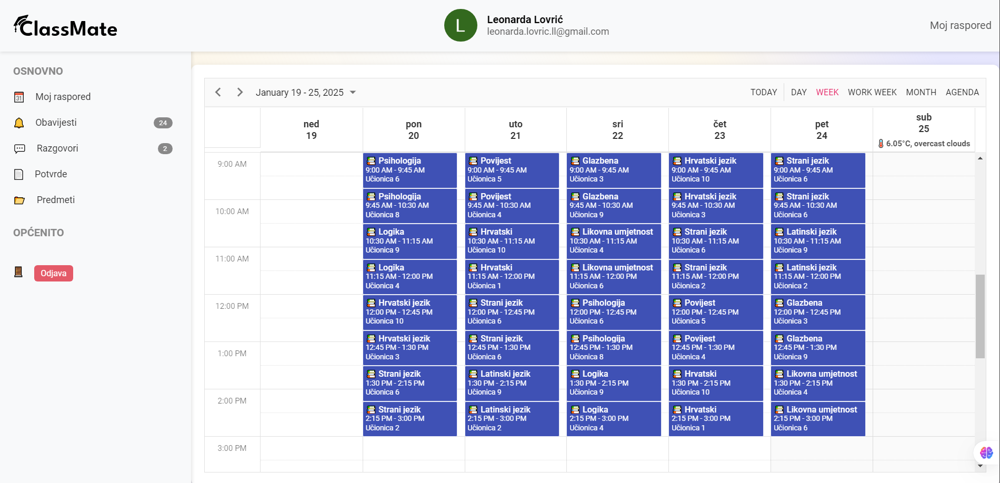 ClassMate
L
Leonarda Lovrić
leonarda.lovric.ll@gmail.com
Moj raspored
OSNOVNO
31
Moj raspored
Obavijesti 24
Razgovori 2
Potvrde
Predmeti
OPĆENITO
Odjava
January 19 - 25, 2025
TODAY DAY WEEK WORK WEEK MONTH AGENDA
ned
19
pon
20
uto
21
sri
22
čet
23
pet
24
sub
25
6.05°C, overcast clouds
9:00 AM
10:00 AM
11:00 AM
12:00 PM
1:00 PM
2:00 PM
3:00 PM
Psihologija
9:00 AM - 9:45 AM
Učionica 6
Psihologija
9:45 AM - 10:30 AM
Učionica 8
Logika
10:30 AM - 11:15 AM
Učionica 9
Logika
11:15 AM - 12:00 PM
Učionica 4
Hrvatski jezik
12:00 PM - 12:45 PM
Učionica 10
Hrvatski jezik
12:45 PM - 1:30 PM
Učionica 3
Strani jezik
1:30 PM - 2:15 PM
Učionica 6
Strani jezik
2:15 PM - 3:00 PM
Učionica 2
Povijest
9:00 AM - 9:45 AM
Učionica 5
Povijest
9:45 AM - 10:30 AM
Učionica 4
Hrvatski
10:30 AM - 11:15 AM
Učionica 10
Hrvatski
11:15 AM - 12:00 PM
Učionica 1
Strani jezik
12:00 PM - 12:45 PM
Učionica 6
Strani jezik
12:45 PM - 1:30 PM
Učionica 6
Latinski jezik
1:30 PM - 2:15 PM
Učionica 9
Latinski jezik
2:15 PM - 3:00 PM
Učionica 2
Glazbena
9:00 AM - 9:45 AM
Učionica 3
Glazbena
9:45 AM - 10:30 AM
Učionica 9
Likovna umjetnost
10:30 AM - 11:15 AM
Učionica 4
Likovna umjetnost
11:15 AM - 12:00 PM
Učionica 6
Psihologija
12:00 PM - 12:45 PM
Učionica 6
Psihologija
12:45 PM - 1:30 PM
Učionica 8
Logika
1:30 PM - 2:15 PM
Učionica 9
Logika
2:15 PM - 3:00 PM
Učionica 4
Hrvatski jezik
9:00 AM - 9:45 AM
Učionica 10
Hrvatski jezik
9:45 AM - 10:30 AM
Učionica 3
Strani jezik
10:30 AM - 11:15 AM
Učionica 6
Strani jezik
11:15 AM - 12:00 PM
Učionica 2
Povijest
12:00 PM - 12:45 PM
Učionica 5
Povijest
12:45 PM - 1:30 PM
Učionica 4
Hrvatski
1:30 PM - 2:15 PM
Učionica 10
Hrvatski
2:15 PM - 3:00 PM
Učionica 1
Strani jezik
9:00 AM - 9:45 AM
Učionica 6
Strani jezik
9:45 AM - 10:30 AM
Učionica 6
Latinski jezik
10:30 AM - 11:15 AM
Učionica 9
Latinski jezik
11:15 AM - 12:00 PM
Učionica 2
Glazbena
12:00 PM - 12:45 PM
Učionica 3
Glazbena
12:45 PM - 1:30 PM
Učionica 9
Likovna umjetnost
1:30 PM - 2:15 PM
Učionica 4
Likovna umjetnost
2:15 PM - 3:00 PM
Učionica 6